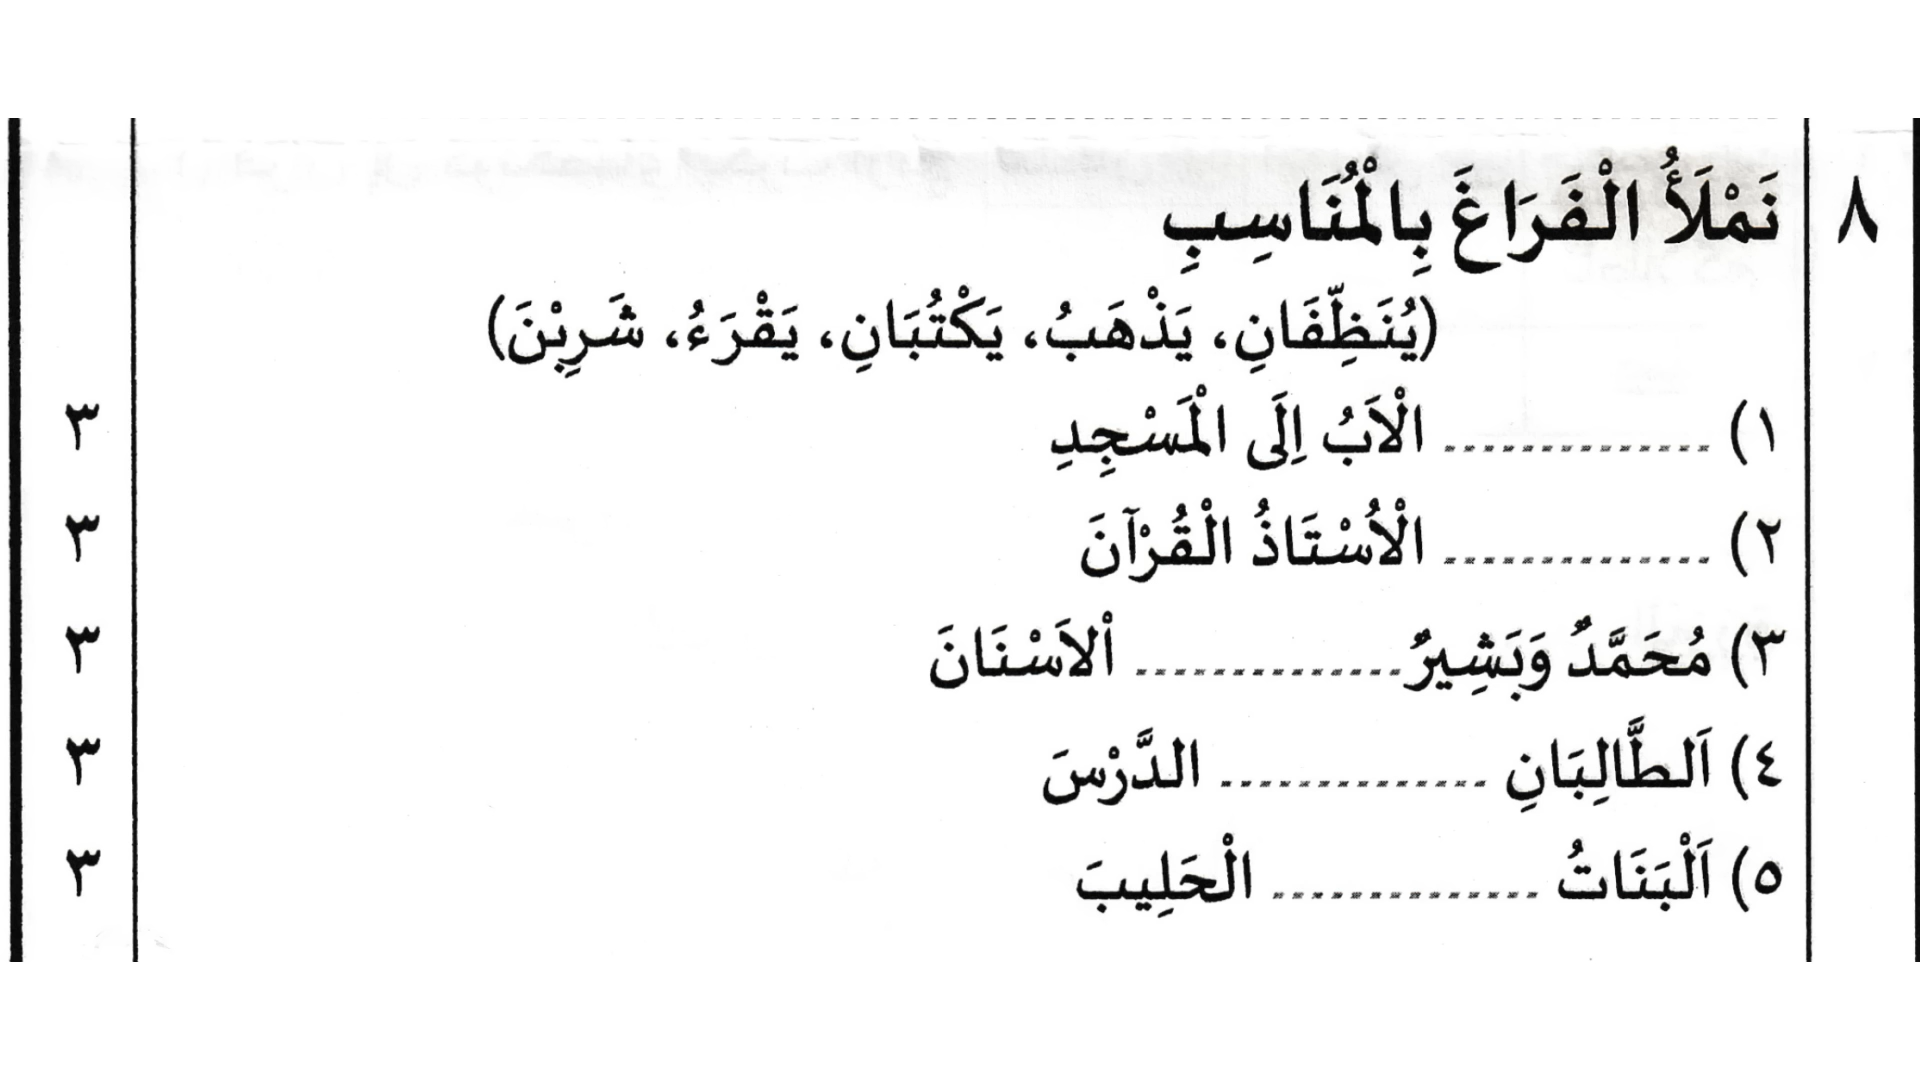 ٨ نَمْلَأُ الْفَرَاغَ بِالْمُنَاسِبِ
(يُنَظِّفَانِ، يَذْهَبُ، يَكْتُبَانِ، يَقْرَءُ، شَرِبْنَ)
١) .............. الْاَبُ اِلَى الْمَسْجِدِ ٣
٢) .............. الْاُسْتَاذُ الْقُرْآنَ ٣
٣) مُحَمَّدٌ وَبَشِيرٌ.............. اْلاَسْنَانَ ٣
٤) اَلطَّالِبَانِ .............. الدَّرْسَ ٣
٥) اَلْبَنَاتُ .............. الْحَلِيبَ ٣